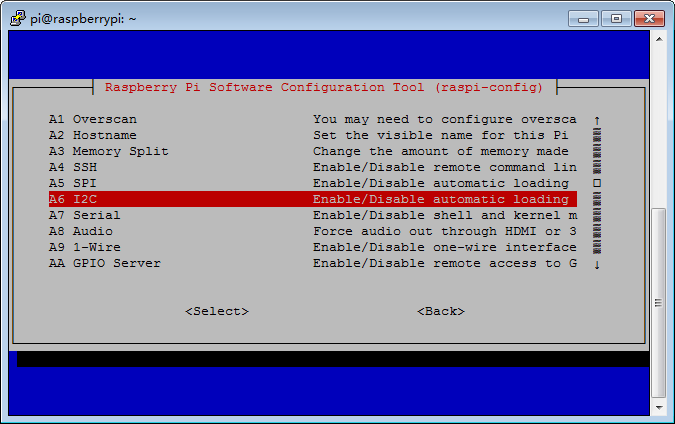 pi@raspberrypi: ~
Raspberry Pi Software Configuration Tool (raspi-config)
A1 Overscan You may need to configure oversca
A2 Hostname Set the visible name for this Pi
A3 Memory Split Change the amount of memory made
A4 SSH Enable/Disable remote command lin
A5 SPI Enable/Disable automatic loading
A6 I2C Enable/Disable automatic loading
A7 Serial Enable/Disable shell and kernel m
A8 Audio Force audio out through HDMI or 3
A9 1-Wire Enable/Disable one-wire interface
AA GPIO Server Enable/Disable remote access to G
<Select> <Back>